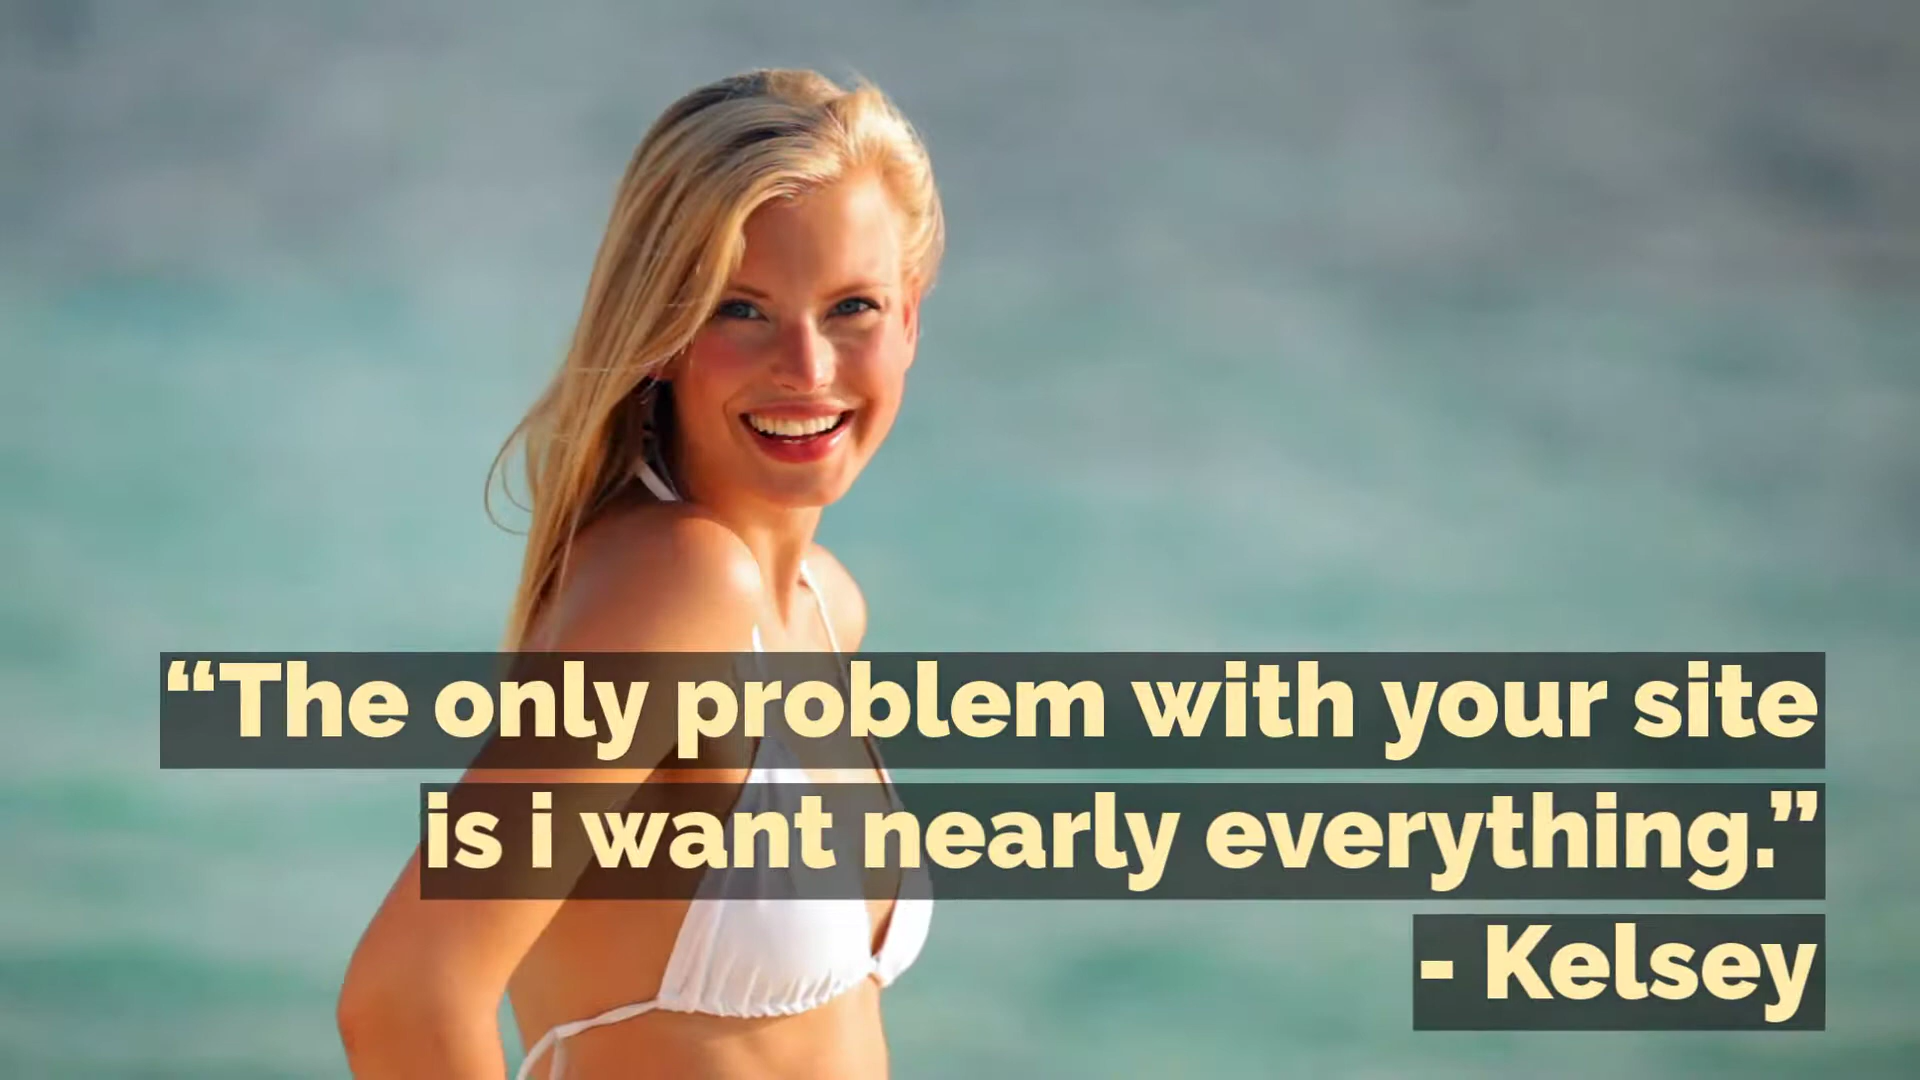 “The only problem with your site
is i want nearly everything.”
- Kelsey